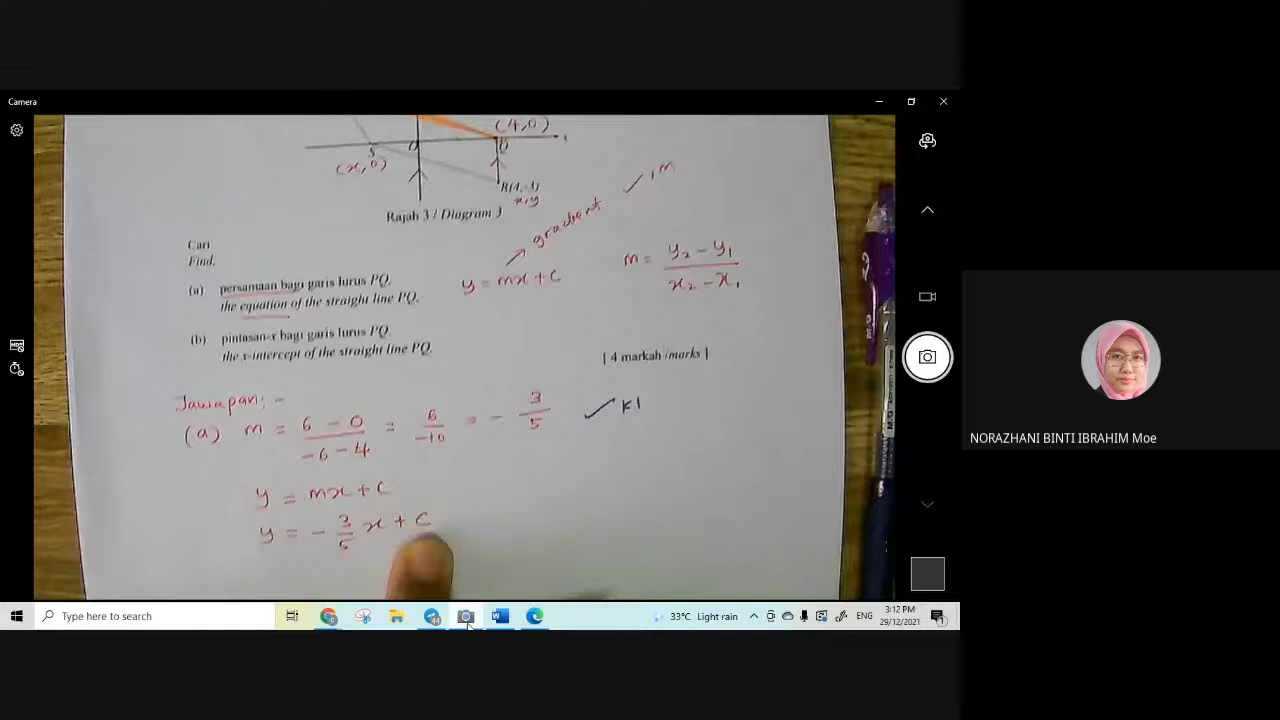 Camera
(4,0)
S
O
Q
(x,0)
R(4,-3)
x,y
Rajah 3 / Diagram 3
gradient
, m
Cari
Find.
(a) persamaan bagi garis lurus PQ.
the equation of the straight line PQ.
y = mx + c
m = y₂ - y₁ / x₂ - x₁
(b) pintasan-x bagi garis lurus PQ.
the x-intercept of the straight line PQ.
[ 4 markah /marks ]
Jawapan; -
(a) m = 6 - 0 / -6 - 4 = 6 / -10 = - 3 / 5 ✓ K1
y = mx + c
y = - 3/5 x + c
NORAZHANI BINTI IBRAHIM Moe
Type here to search
44
33°C Light rain
ENG
3:12 PM
29/12/2021
1